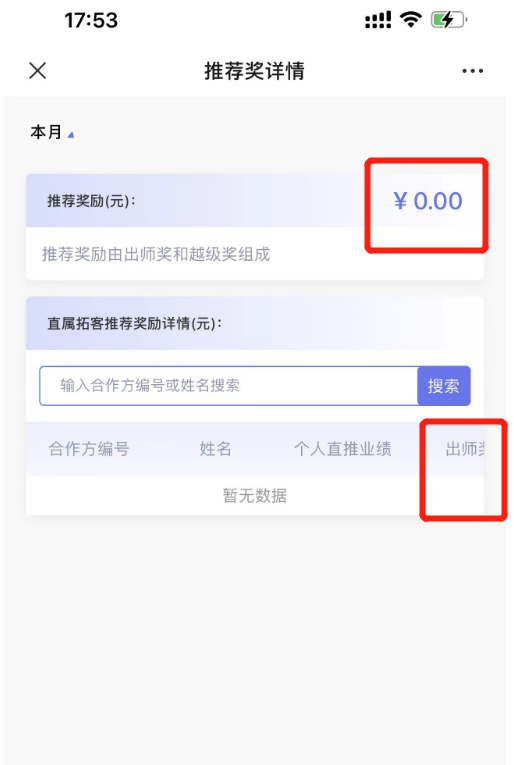 17:53
推荐奖详情
本月
推荐奖励(元)：
¥ 0.00
推荐奖励由出师奖和越级奖组成
直属拓客推荐奖励详情(元)：
输入合作方编号或姓名搜索
搜索
合作方编号 姓名 个人直推业绩 出师
暂无数据